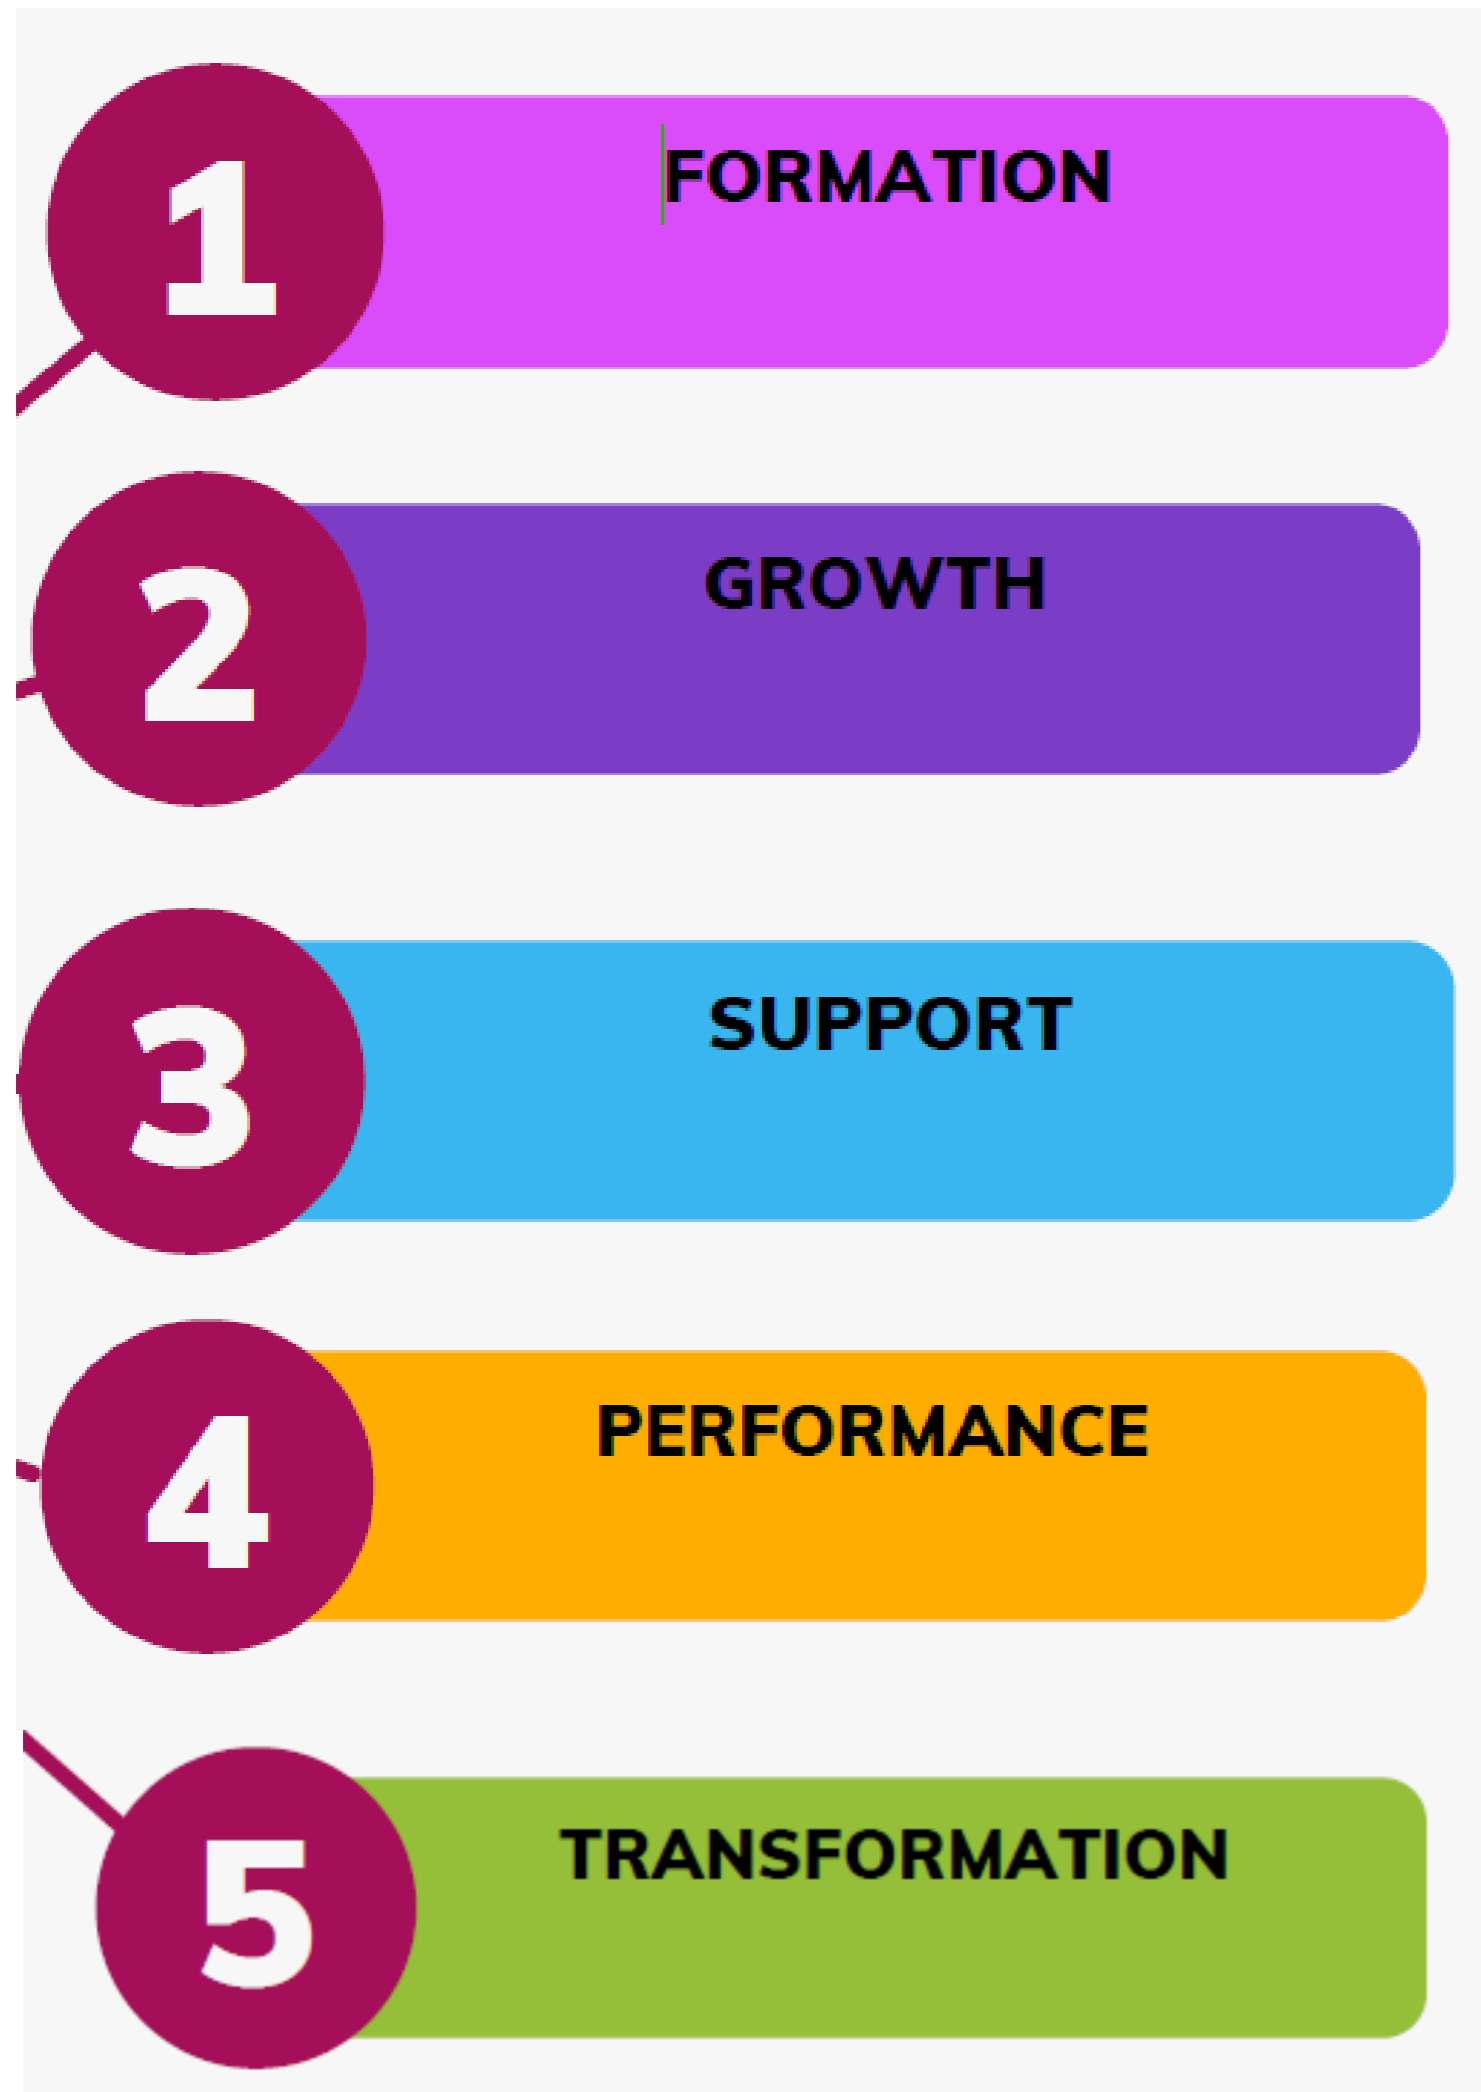 1
FORMATION
2
GROWTH
3
SUPPORT
4
PERFORMANCE
5
TRANSFORMATION